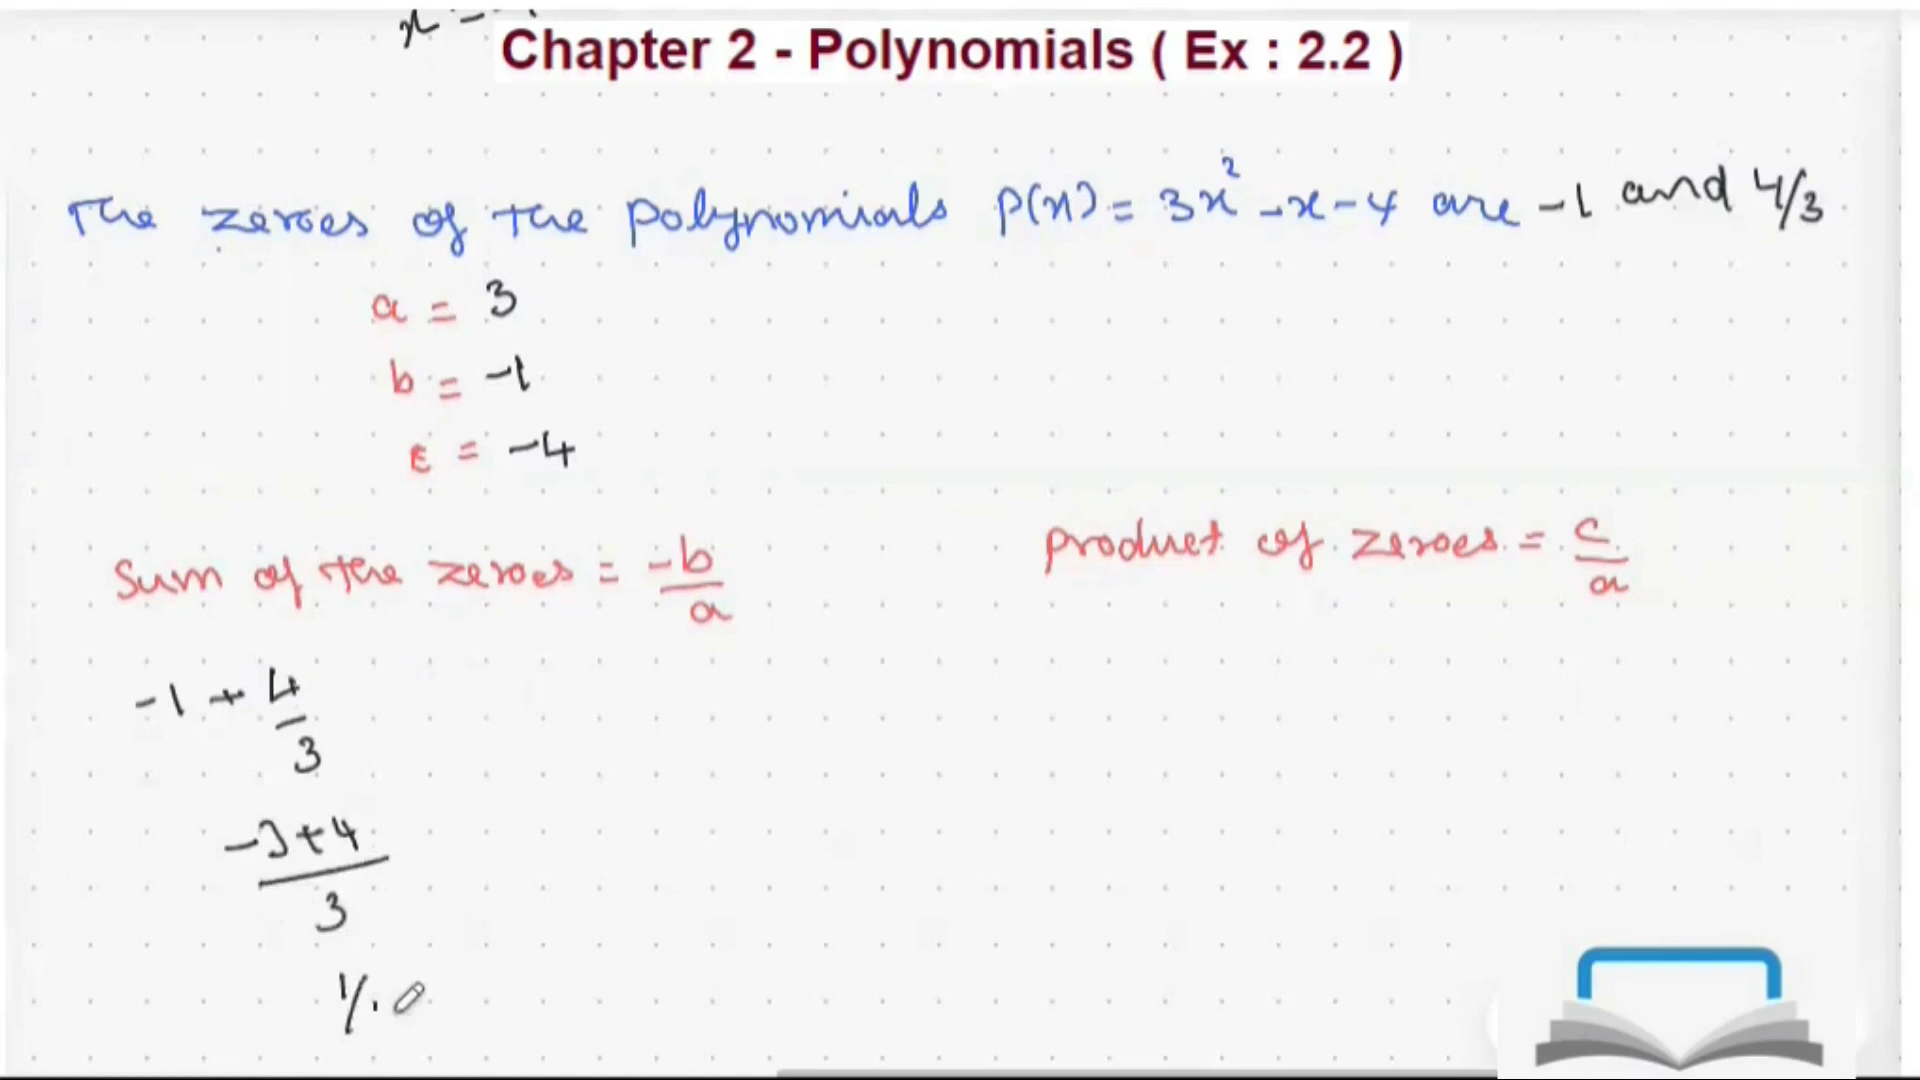 x -
Chapter 2 - Polynomials ( Ex : 2.2 )
The zeroes of the polynomials P(x) = 3x² - x - 4 are -1 and 4/3
a = 3
b = -1
c = -4
Sum of the zeroes = -b/a
-1 + 4/3
-3+4/3
1/
product of zeroes = c/a